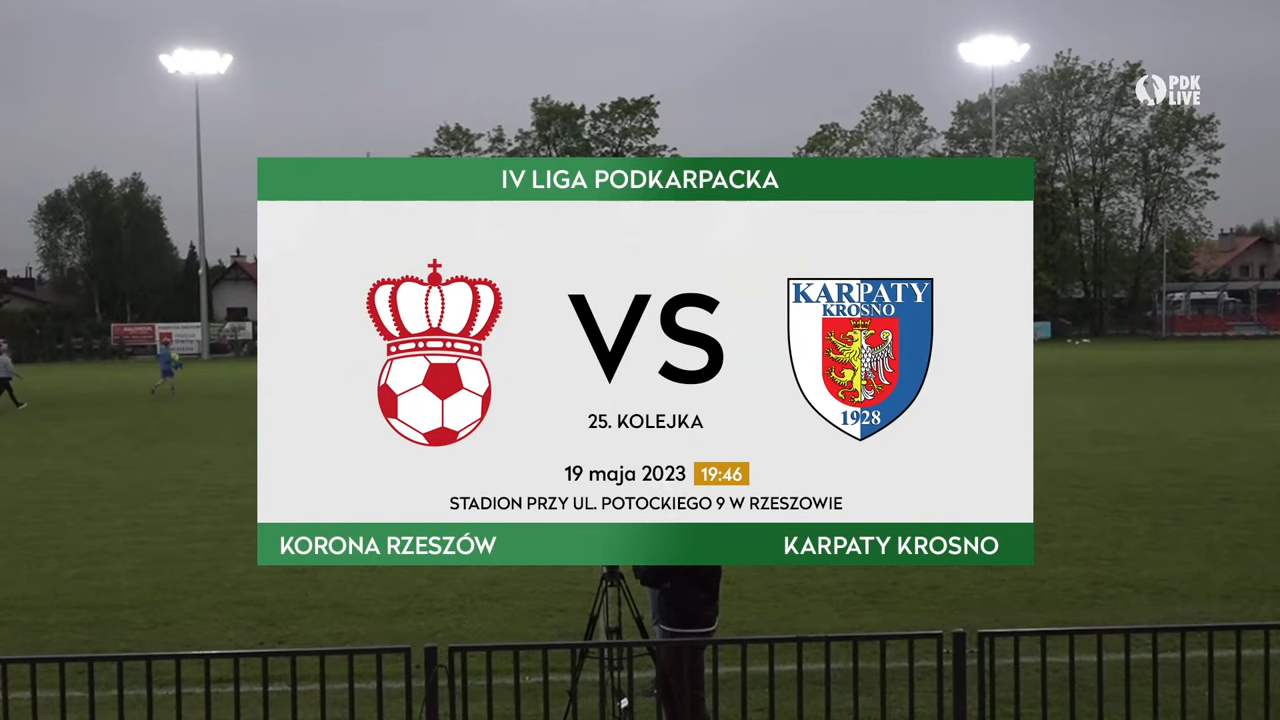 PDK
LIVE
IV LIGA PODKARPACKA
KARPATY
KROSNO
1928
VS
25. KOLEJKA
19 maja 2023 19:46
STADION PRZY UL. POTOCKIEGO 9 W RZESZOWIE
KORONA RZESZÓW
KARPATY KROSNO